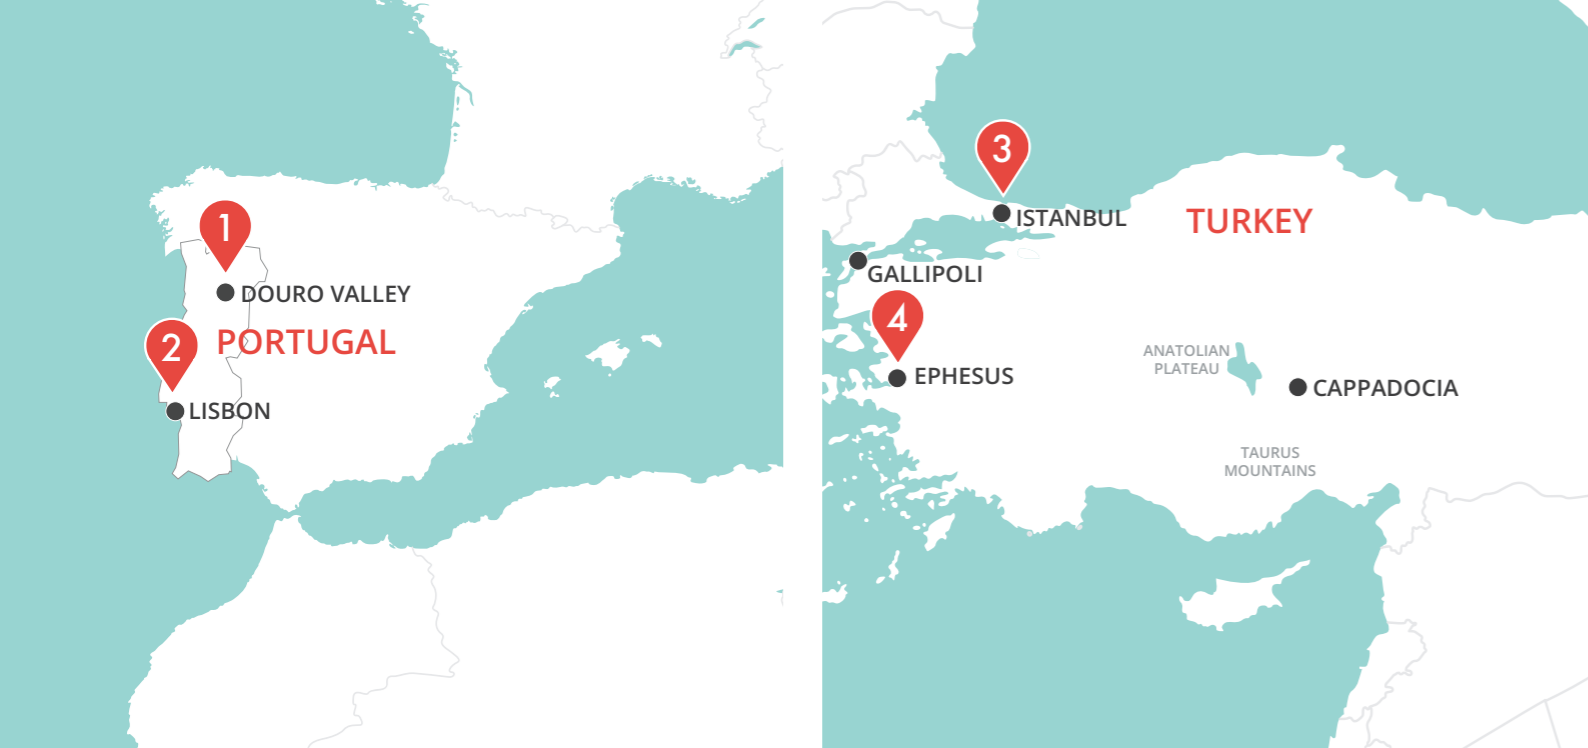 1
DOURO VALLEY
2
PORTUGAL
LISBON
3
ISTANBUL
TURKEY
GALLIPOLI
4
EPHESUS
ANATOLIAN
PLATEAU
CAPPADOCIA
TAURUS
MOUNTAINS